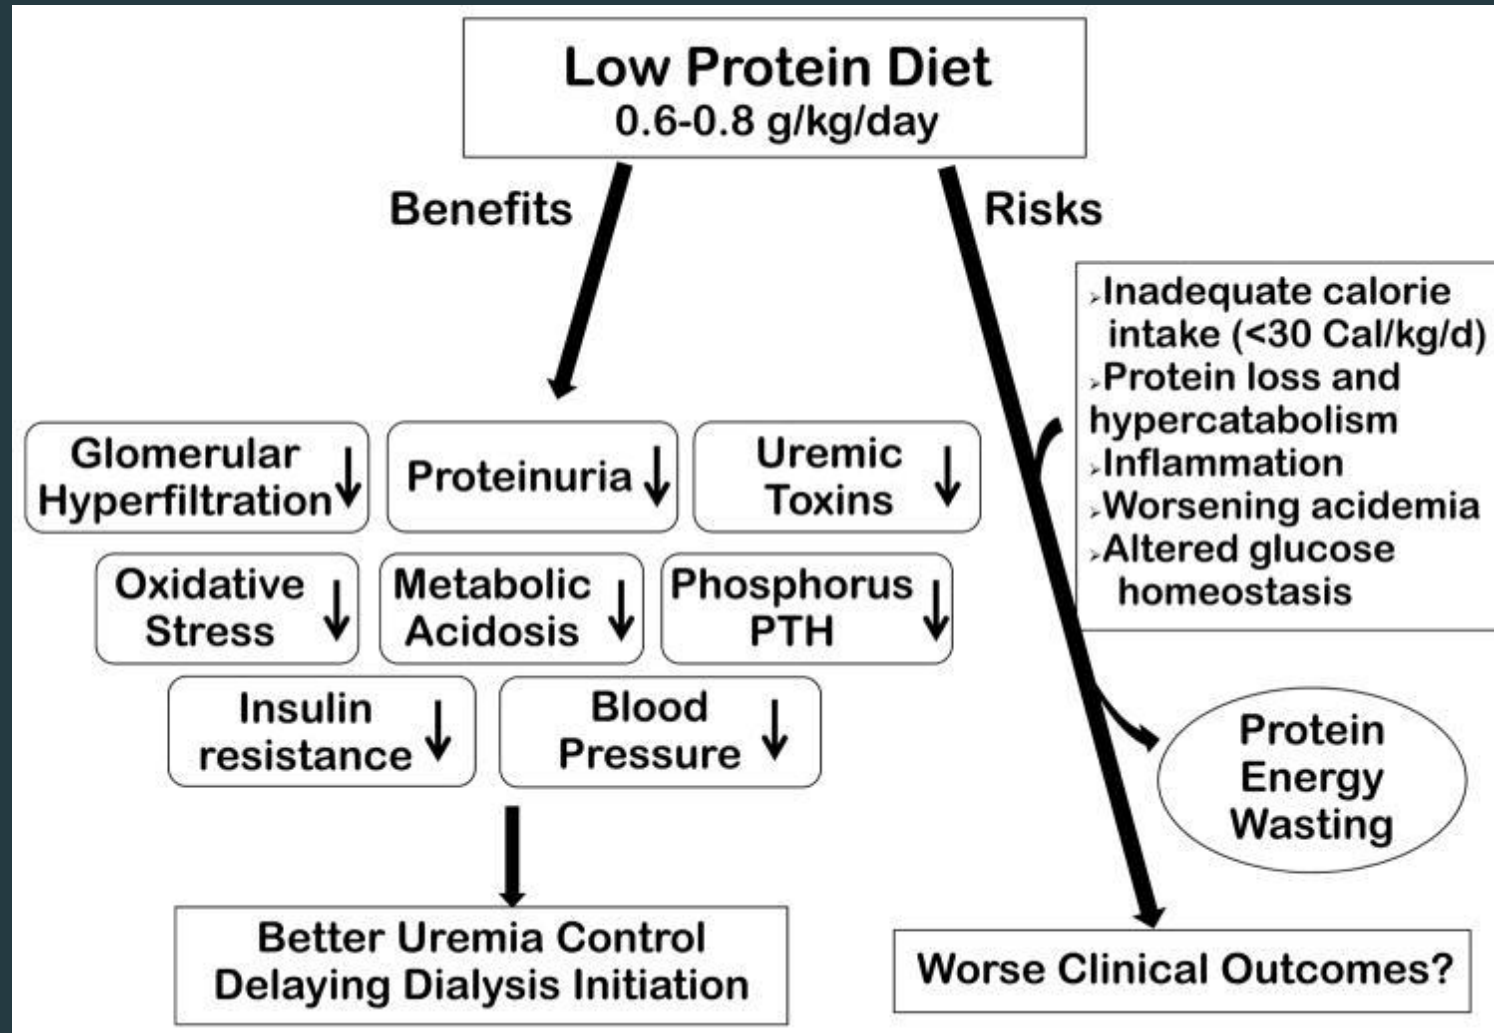 Low Protein Diet
0.6-0.8 g/kg/day
Benefits
Risks
Glomerular
Hyperfiltration ↓
Proteinuria ↓
Uremic
Toxins ↓
Oxidative
Stress ↓
Metabolic
Acidosis ↓
Phosphorus
PTH ↓
Insulin
resistance ↓
Blood
Pressure ↓
Better Uremia Control
Delaying Dialysis Initiation
➢Inadequate calorie
intake (<30 Cal/kg/d)
➢Protein loss and
hypercatabolism
➢Inflammation
➢Worsening acidemia
➢Altered glucose
homeostasis
Protein
Energy
Wasting
Worse Clinical Outcomes?